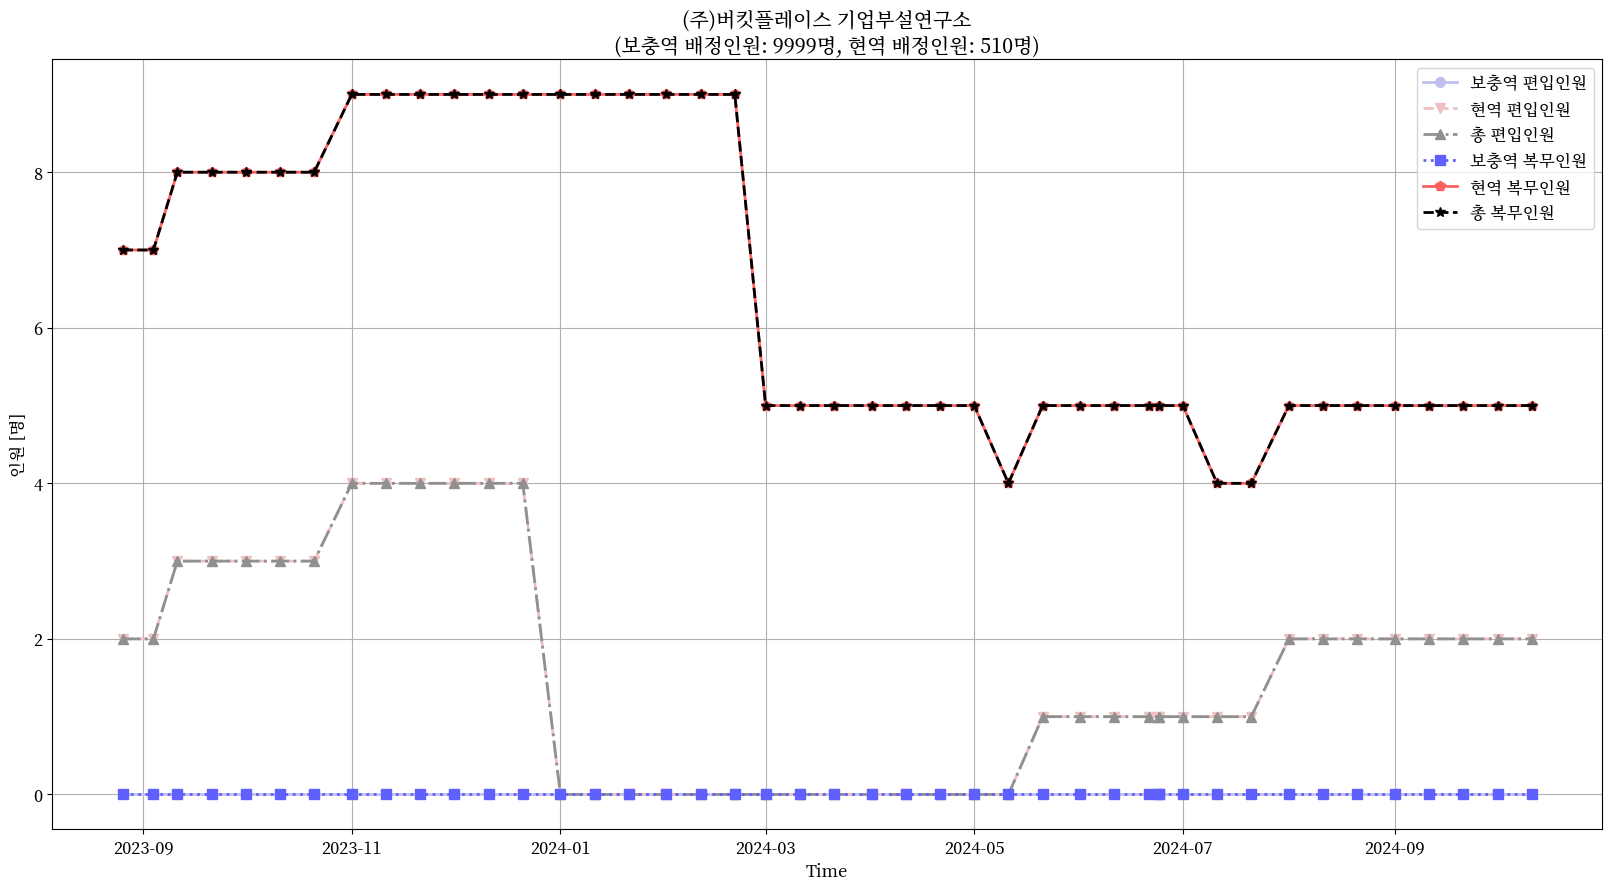 (주)버킷플레이스 기업부설연구소
(보충역 배정인원: 9999명, 현역 배정인원: 510명)
보충역 편입인원
현역 편입인원
총 편입인원
보충역 복무인원
현역 복무인원
총 복무인원
인원 [명]
8
6
4
2
0
2023-09
2023-11
2024-01
2024-03
2024-05
2024-07
2024-09
Time